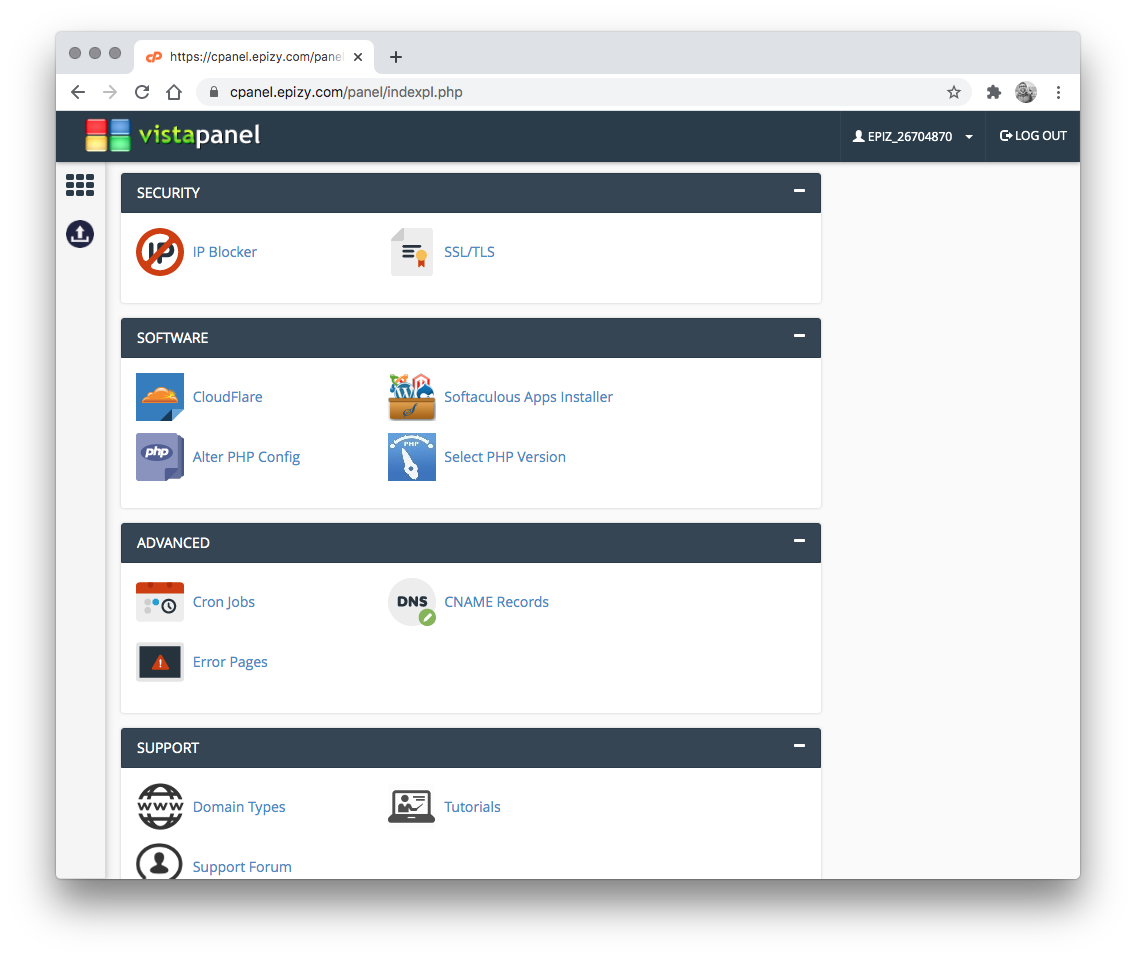 https://cpanel.epizy.com/pane
cpanel.epizy.com/panel/indexpl.php
vistapanel
EPIZ_26704870
LOG OUT
SECURITY
IP
IP Blocker
SSL/TLS
SOFTWARE
CloudFlare
Softaculous Apps Installer
php
Alter PHP Config
PHP
Select PHP Version
ADVANCED
Cron Jobs
DNS
CNAME Records
Error Pages
SUPPORT
WWW
Domain Types
Tutorials
Support Forum